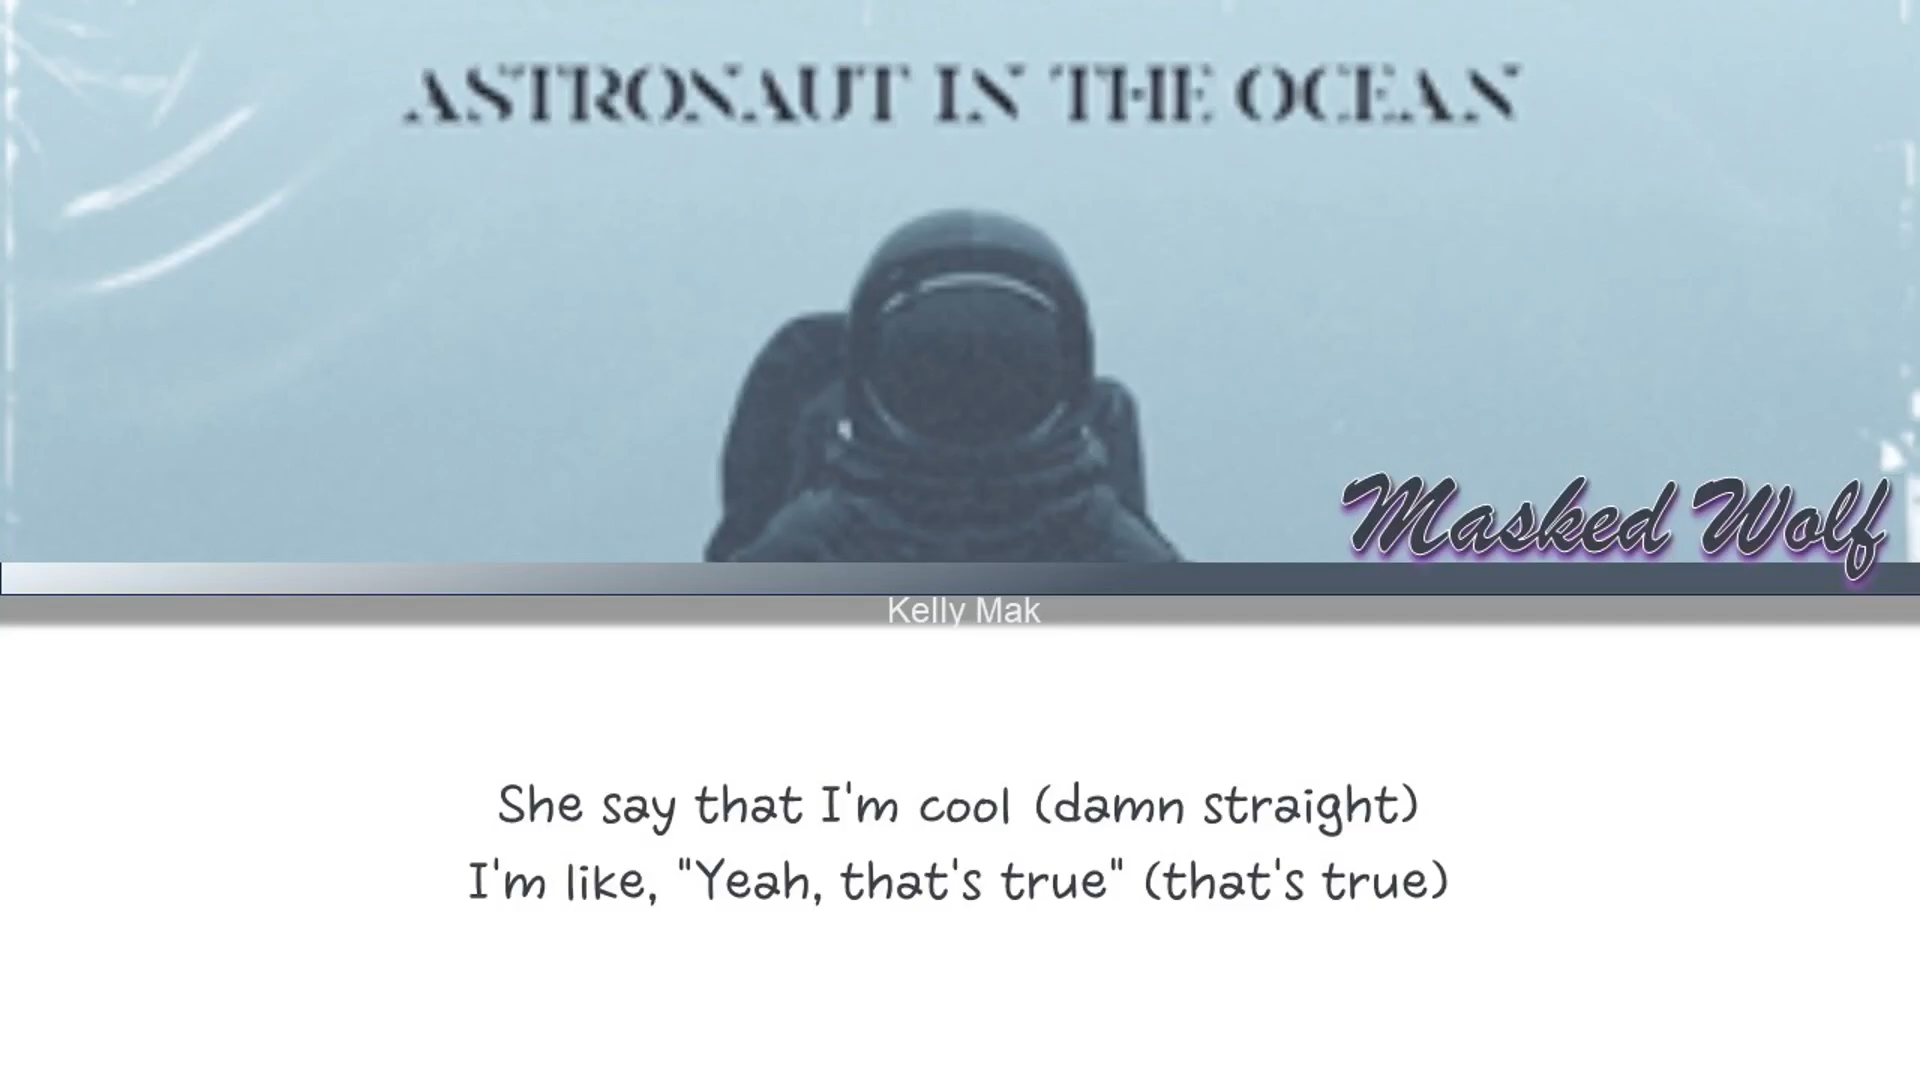 ASTRONAUT IN THE OCEAN
Masked Wolf
Kelly Mak
She say that I'm cool (damn straight)
I'm like, "Yeah, that's true" (that's true)